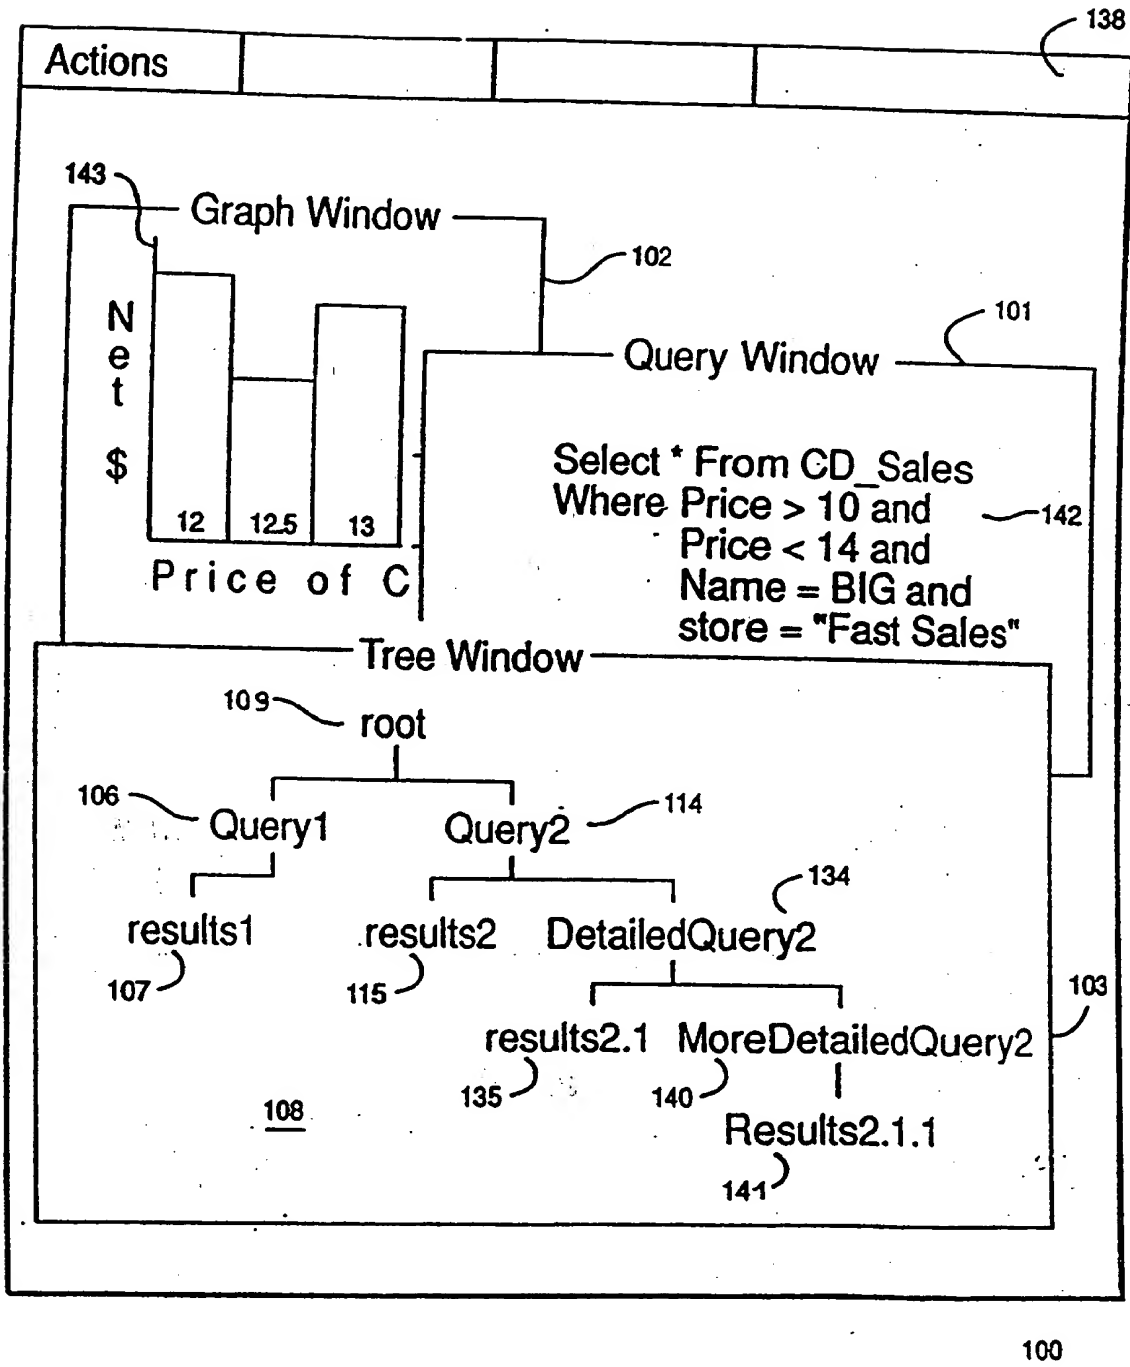 138
Actions
143
Graph Window
102
101
Query Window
Net $
12 12.5 13
Price of C
Select * From CD_Sales
Where Price > 10 and
Price < 14 and
Name = BIG and
store = "Fast Sales"
142
Tree Window
109
root
106
Query1
Query2
114
134
results1
results2
DetailedQuery2
107
115
103
results2.1
MoreDetailedQuery2
135
140
108
Results2.1.1
141
100